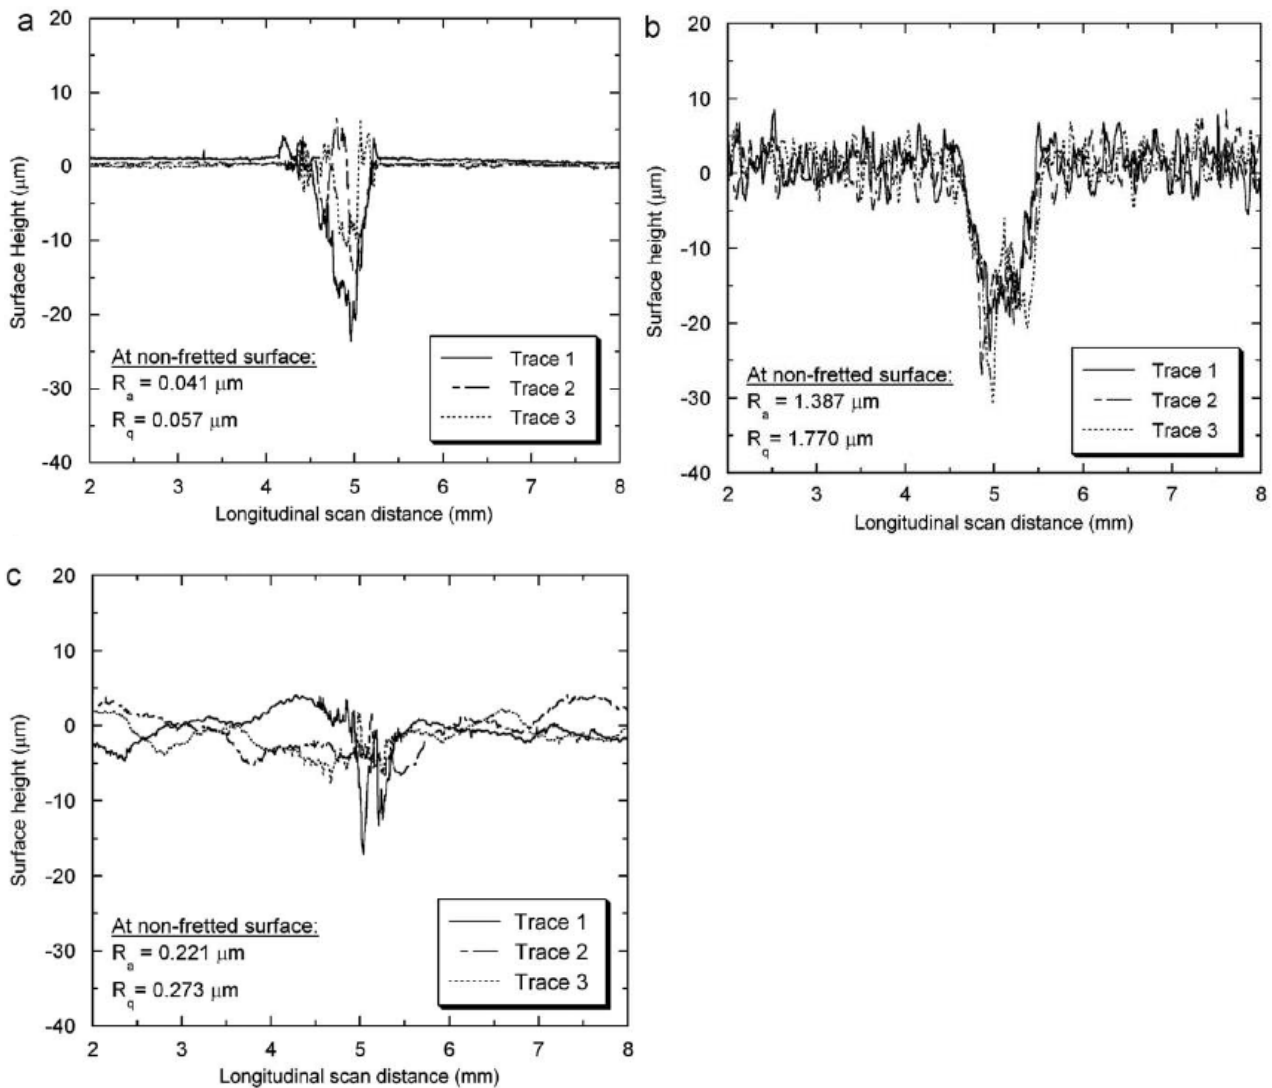 a
20
10
0
-10
-20
-30
-40
Surface Height (μm)
At non-fretted surface:
Ra = 0.041 μm
Rq = 0.057 μm
Trace 1
Trace 2
Trace 3
2 3 4 5 6 7 8
Longitudinal scan distance (mm)
b
20
10
0
-10
-20
-30
-40
Surface height (μm)
At non-fretted surface:
Ra = 1.387 μm
Rq = 1.770 μm
Trace 1
Trace 2
Trace 3
2 3 4 5 6 7 8
Longitudinal scan distance (mm)
c
20
10
0
-10
-20
-30
-40
Surface height (μm)
At non-fretted surface:
Ra = 0.221 μm
Rq = 0.273 μm
Trace 1
Trace 2
Trace 3
2 3 4 5 6 7 8
Longitudinal scan distance (mm)